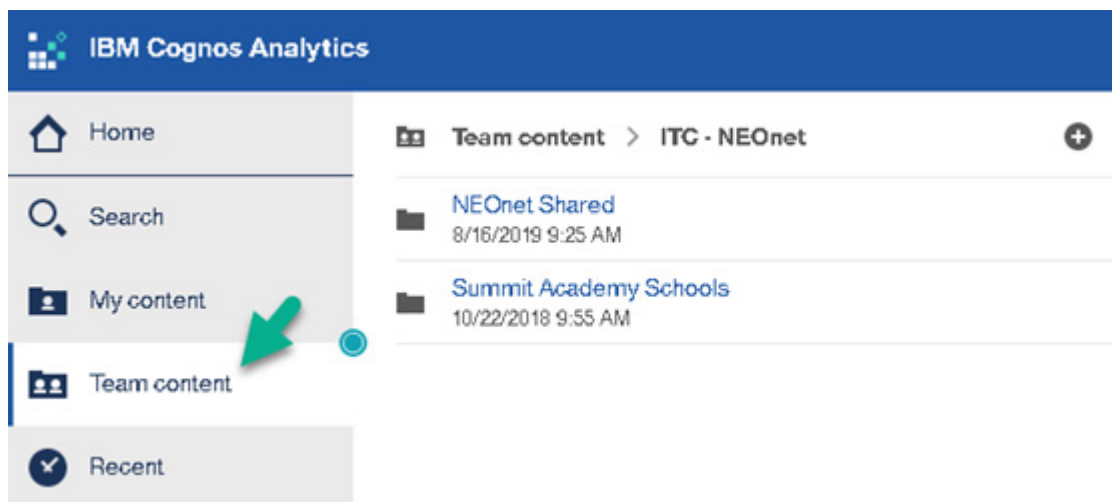 IBM Cognos Analytics
Home
Search
My content
Team content
Recent
Team content > ITC - NEOnet
NEOnet Shared
8/16/2019 9:25 AM
Summit Academy Schools
10/22/2018 9:55 AM